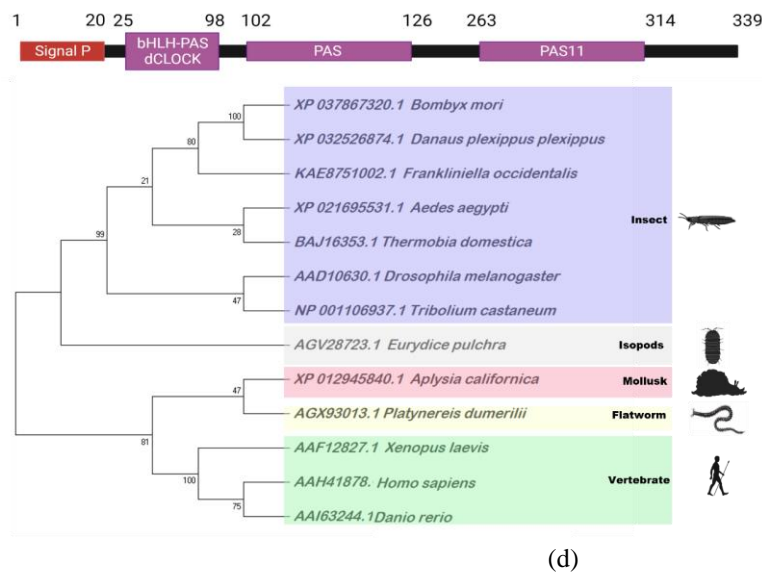 1 20 25 98 102 126 263 314 339
Signal P
bHLH-PAS
dCLOCK
PAS
PAS11
XP 037867320.1 Bombyx mori
100
XP 032526874.1 Danaus plexippus plexippus
80
KAE8751002.1 Frankliniella occidentalis
21
XP 021695531.1 Aedes aegypti
Insect
28
99
BAJ16353.1 Thermobia domestica
AAD10630.1 Drosophila melanogaster
47
NP 001106937.1 Tribolium castaneum
AGV28723.1 Eurydice pulchra
Isopods
XP 012945840.1 Aplysia californica
Mollusk
47
AGX93013.1 Platynereis dumerilii
Flatworm
81
AAF12827.1 Xenopus laevis
100
AAH41878. Homo sapiens
Vertebrate
75
AAI63244.1Danio rerio
(d)